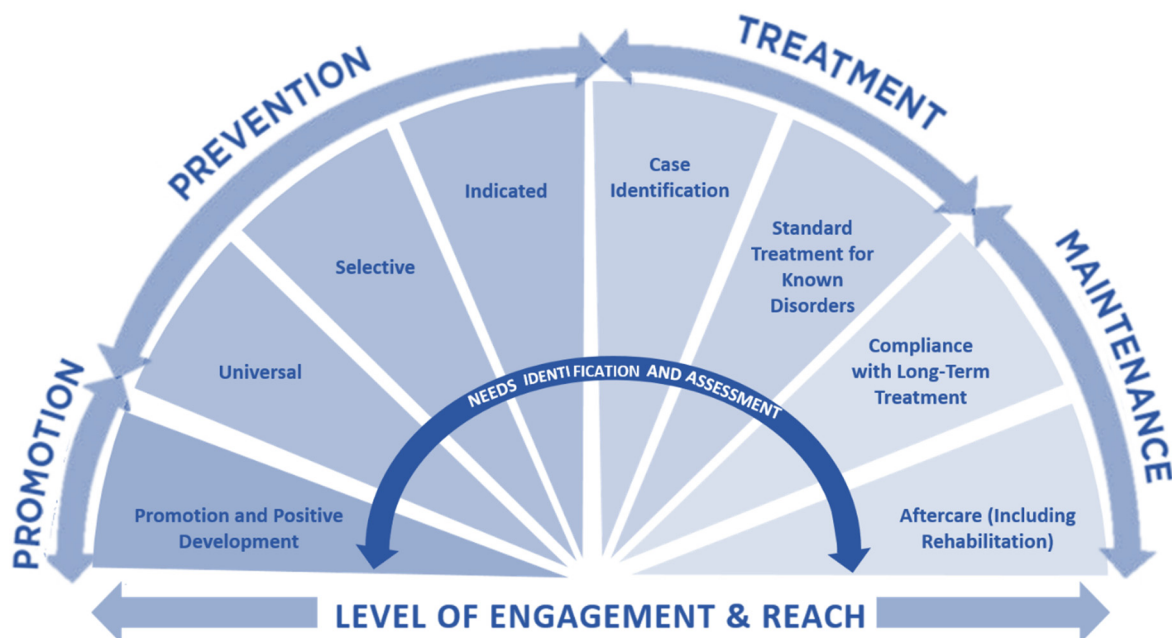 PROMOTION
PREVENTION
TREATMENT
MAINTENANCE
Promotion and Positive
Development
Universal
Selective
Indicated
Case
Identification
Standard
Treatment for
Known
Disorders
Compliance
with Long-Term
Treatment
Aftercare (Including
Rehabilitation)
NEEDS IDENTIFICATION AND ASSESSMENT
LEVEL OF ENGAGEMENT & REACH